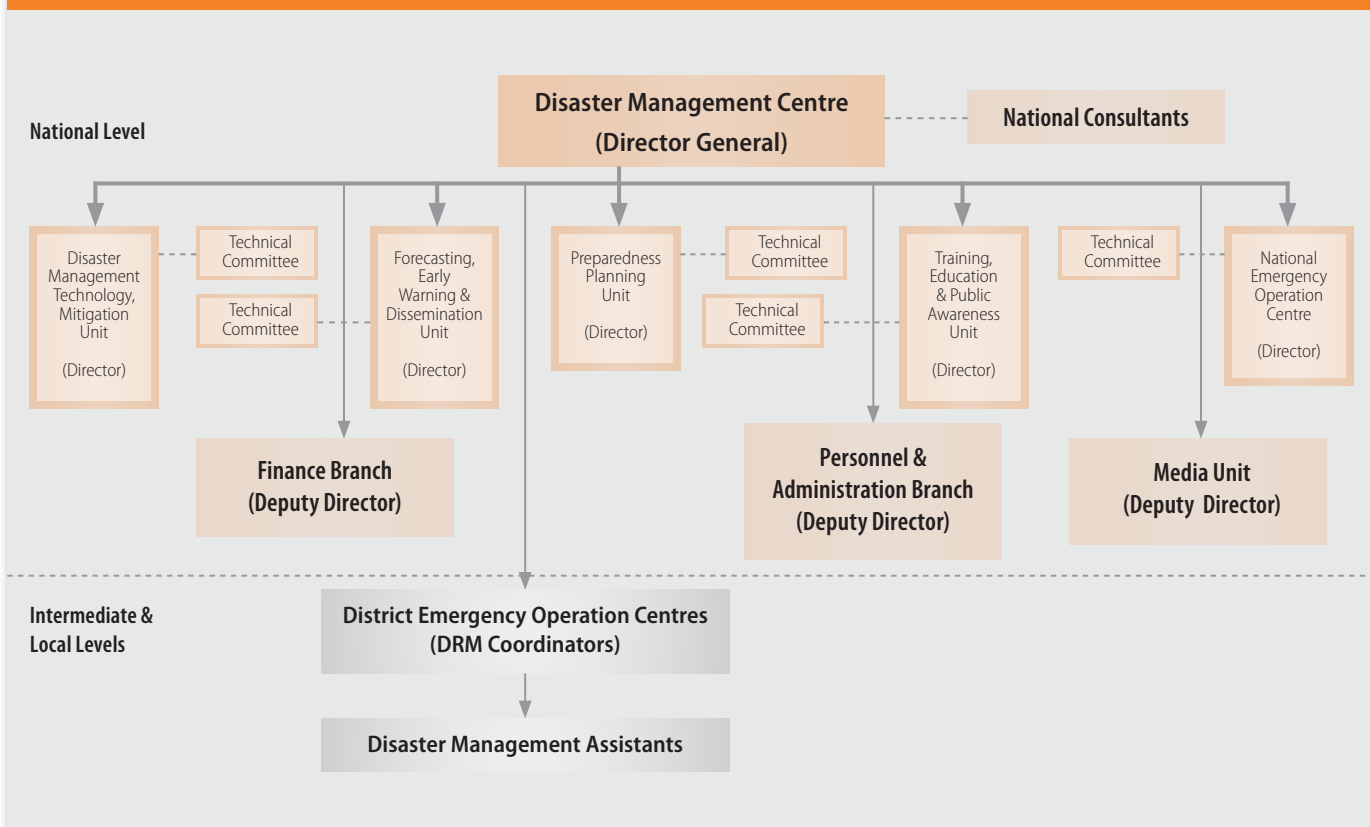 Disaster Management Centre
(Director General)
National Consultants
National Level
Disaster
Management
Technology,
Mitigation
Unit
(Director)
Technical
Committee
Technical
Committee
Forecasting,
Early
Warning &
Dissemination
Unit
(Director)
Preparedness
Planning
Unit
(Director)
Technical
Committee
Technical
Committee
Training,
Education
& Public
Awareness
Unit
(Director)
Technical
Committee
National
Emergency
Operation
Centre
(Director)
Finance Branch
(Deputy Director)
Personnel &
Administration Branch
(Deputy Director)
Media Unit
(Deputy Director)
Intermediate &
Local Levels
District Emergency Operation Centres
(DRM Coordinators)
Disaster Management Assistants